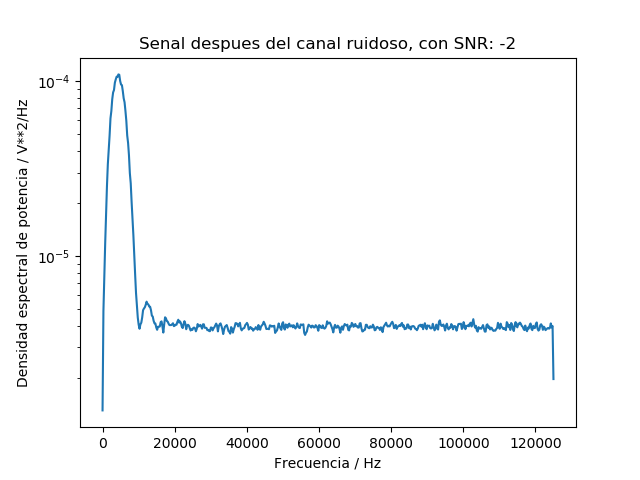 Senal despues del canal ruidoso, con SNR: -2
Densidad espectral de potencia / V**2/Hz
10⁻⁴
10⁻⁵
0 20000 40000 60000 80000 100000 120000
Frecuencia / Hz